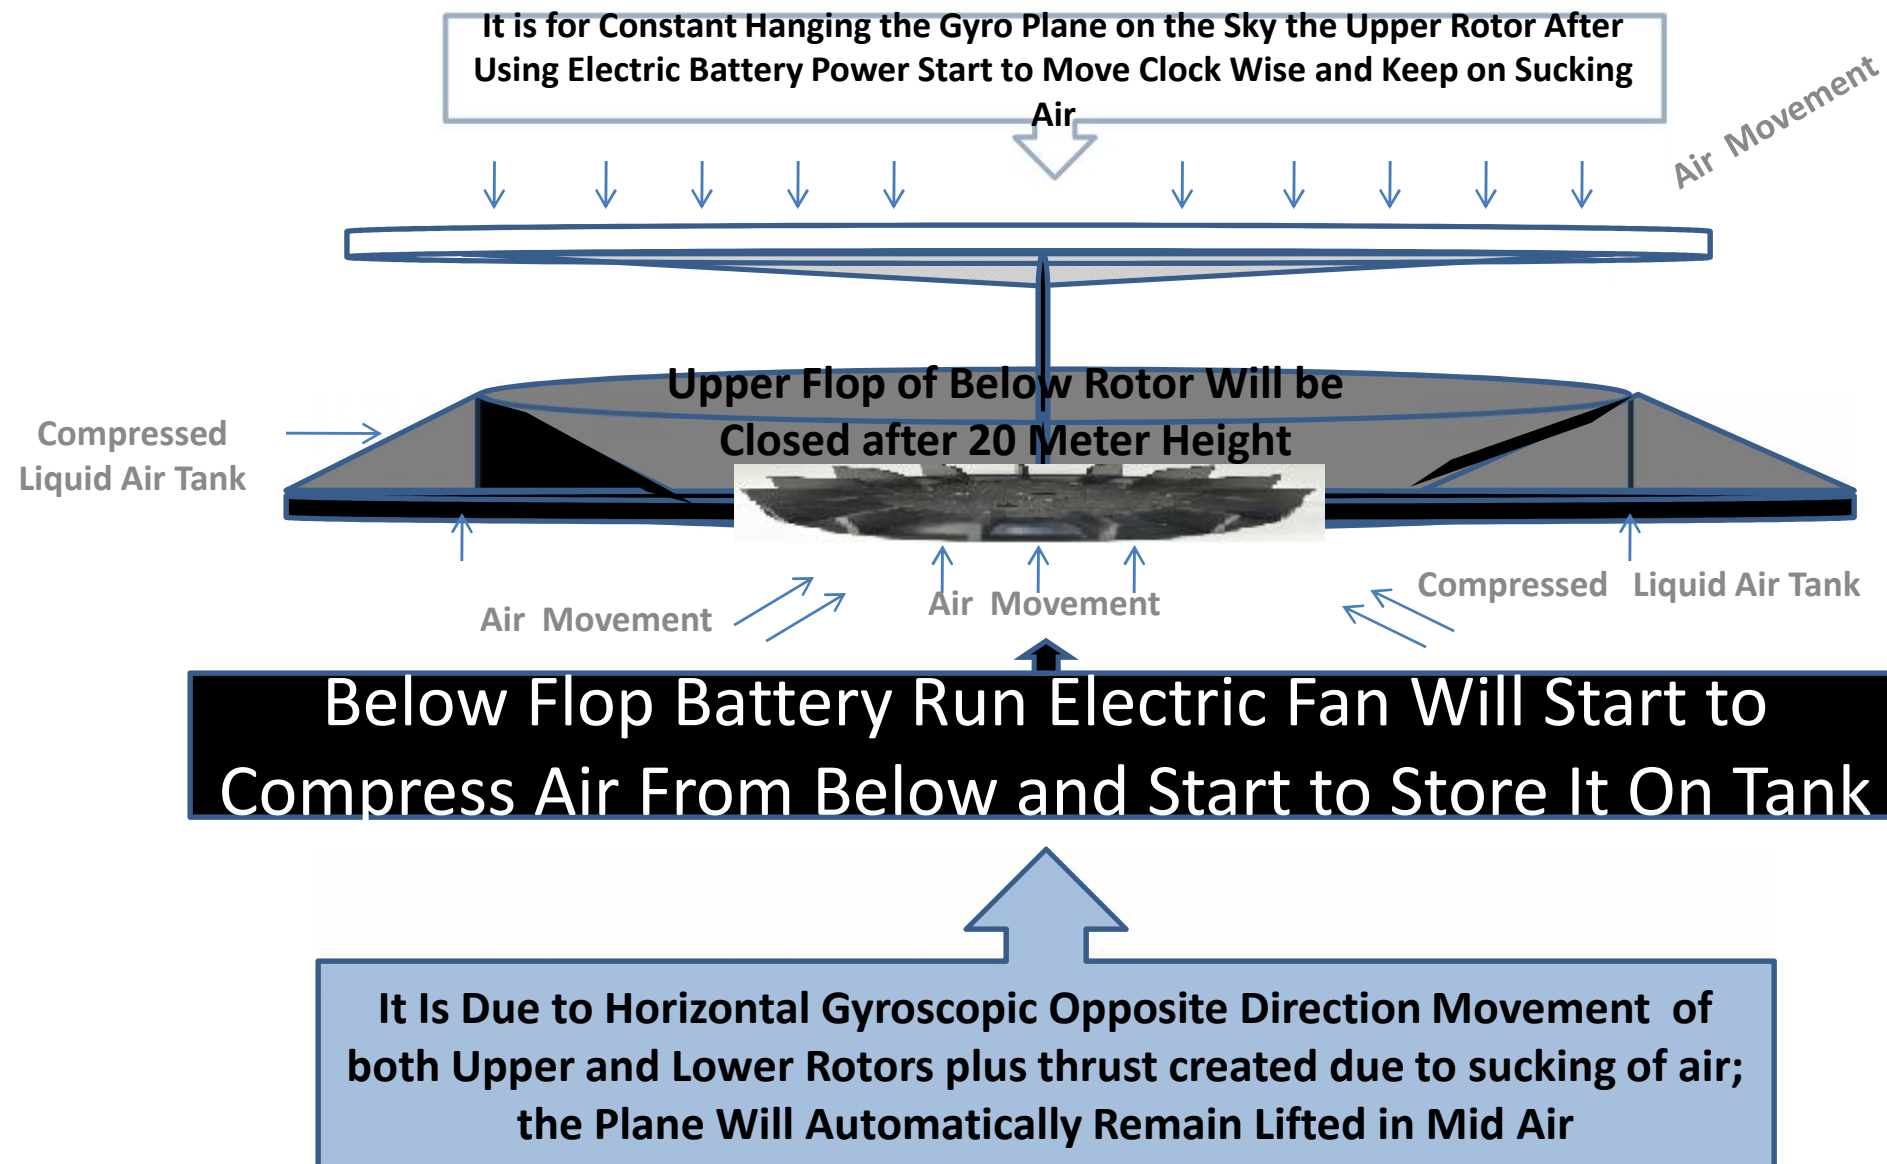 It is for Constant Hanging the Gyro Plane on the Sky the Upper Rotor After
Using Electric Battery Power Start to Move Clock Wise and Keep on Sucking
Air
Air Movement
Upper Flop of Below Rotor Will be
Closed after 20 Meter Height
Compressed
Liquid Air Tank
Compressed Liquid Air Tank
Air Movement
Air Movement
Below Flop Battery Run Electric Fan Will Start to
Compress Air From Below and Start to Store It On Tank
It Is Due to Horizontal Gyroscopic Opposite Direction Movement of
both Upper and Lower Rotors plus thrust created due to sucking of air;
the Plane Will Automatically Remain Lifted in Mid Air